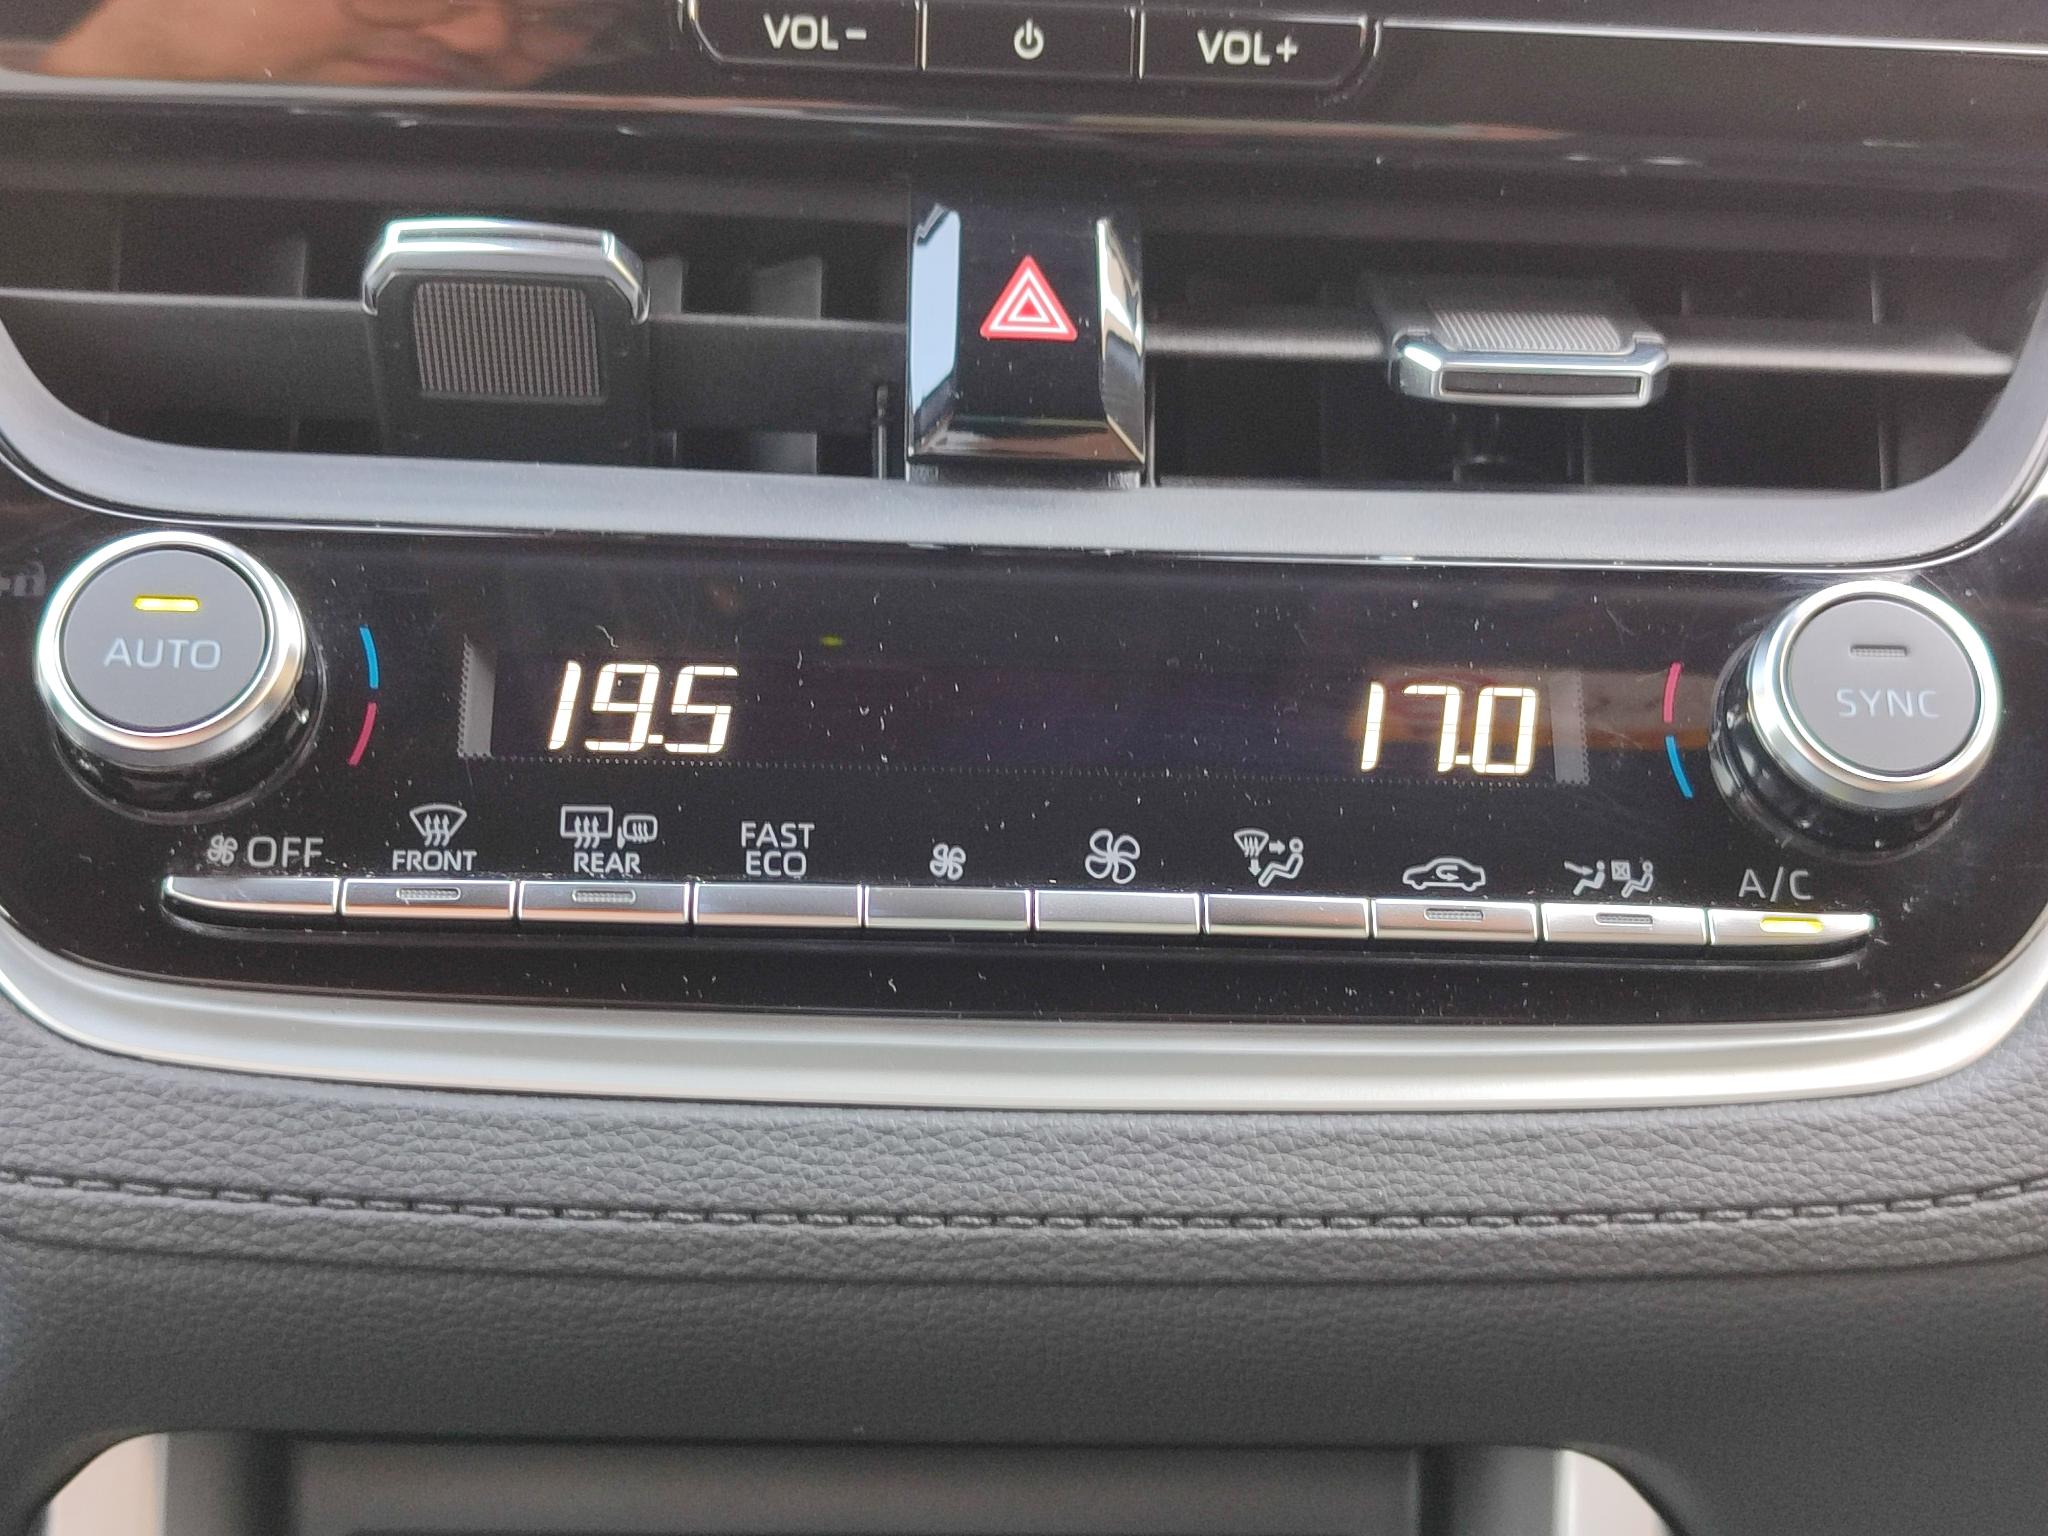 VOL- VOL+
AUTO
19.5
17.0
SYNC
OFF
FRONT
REAR
FAST
ECO
A/C